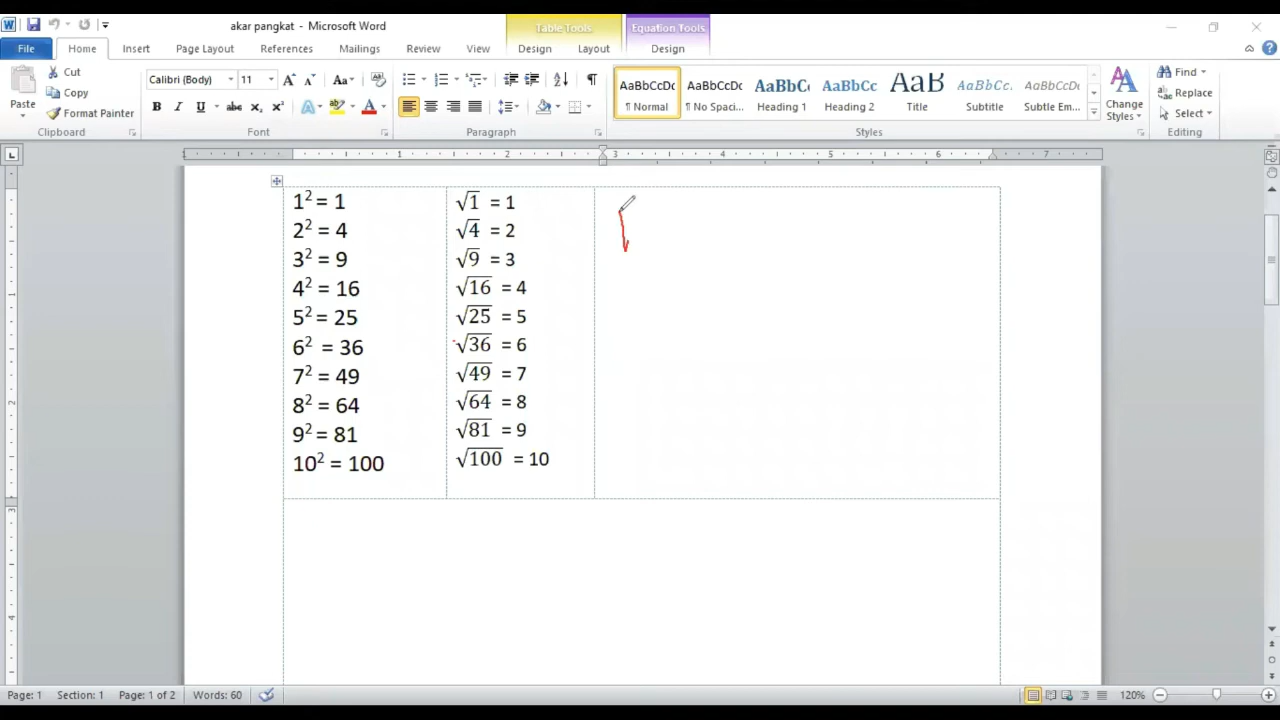 akar pangkat - Microsoft Word
Table Tools
Equation Tools
File
Home
Insert
Page Layout
References
Mailings
Review
View
Design
Layout
Design
Paste
Cut
Copy
Format Painter
Clipboard
Calibri (Body)
11
Font
Paragraph
AaBbCcDc
¶ Normal
AaBbCcDc
¶ No Spaci...
AaBbCc
Heading 1
AaBbCc
Heading 2
AaB
Title
AaBbCc.
Subtitle
AaBbCcDc
Subtle Em...
Change
Styles
Styles
Find
Replace
Select
Editing
1² = 1
2² = 4
3² = 9
4² = 16
5² = 25
6² = 36
7² = 49
8² = 64
9² = 81
10² = 100
√1 = 1
√4 = 2
√9 = 3
√16 = 4
√25 = 5
√36 = 6
√49 = 7
√64 = 8
√81 = 9
√100 = 10
Page: 1
Section: 1
Page: 1 of 2
Words: 60
120%